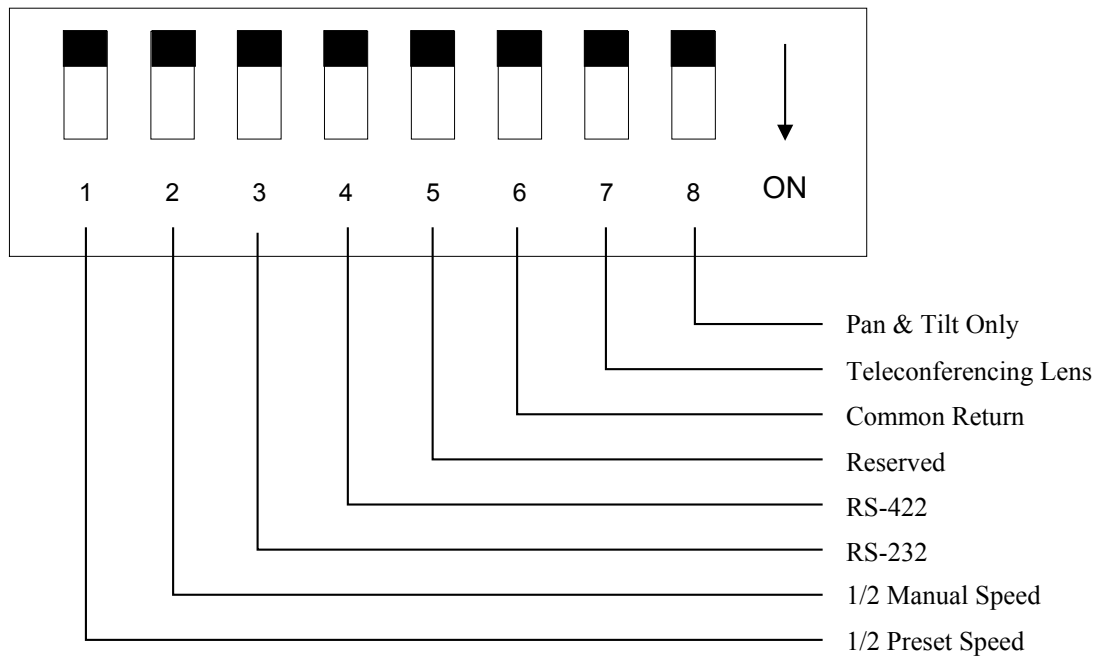 1 2 3 4 5 6 7 8 ON
Pan & Tilt Only
Teleconferencing Lens
Common Return
Reserved
RS-422
RS-232
1/2 Manual Speed
1/2 Preset Speed